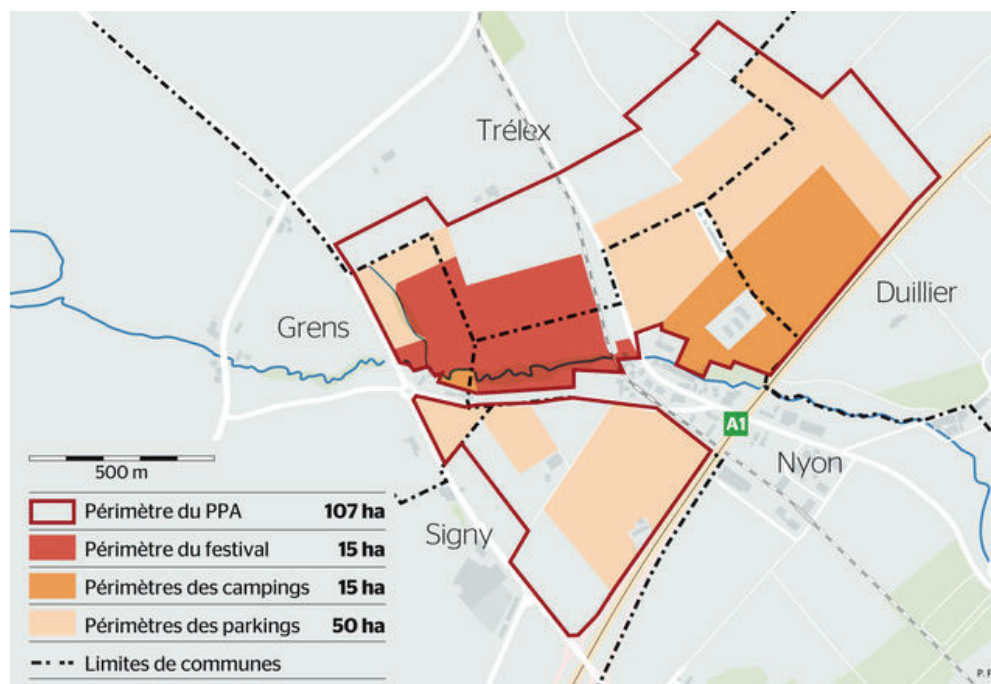 Trélex
Duillier
Grens
A1
Nyon
Signy
500 m
Périmètre du PPA 107 ha
Périmètre du festival 15 ha
Périmètres des campings 15 ha
Périmètres des parkings 50 ha
Limites de communes